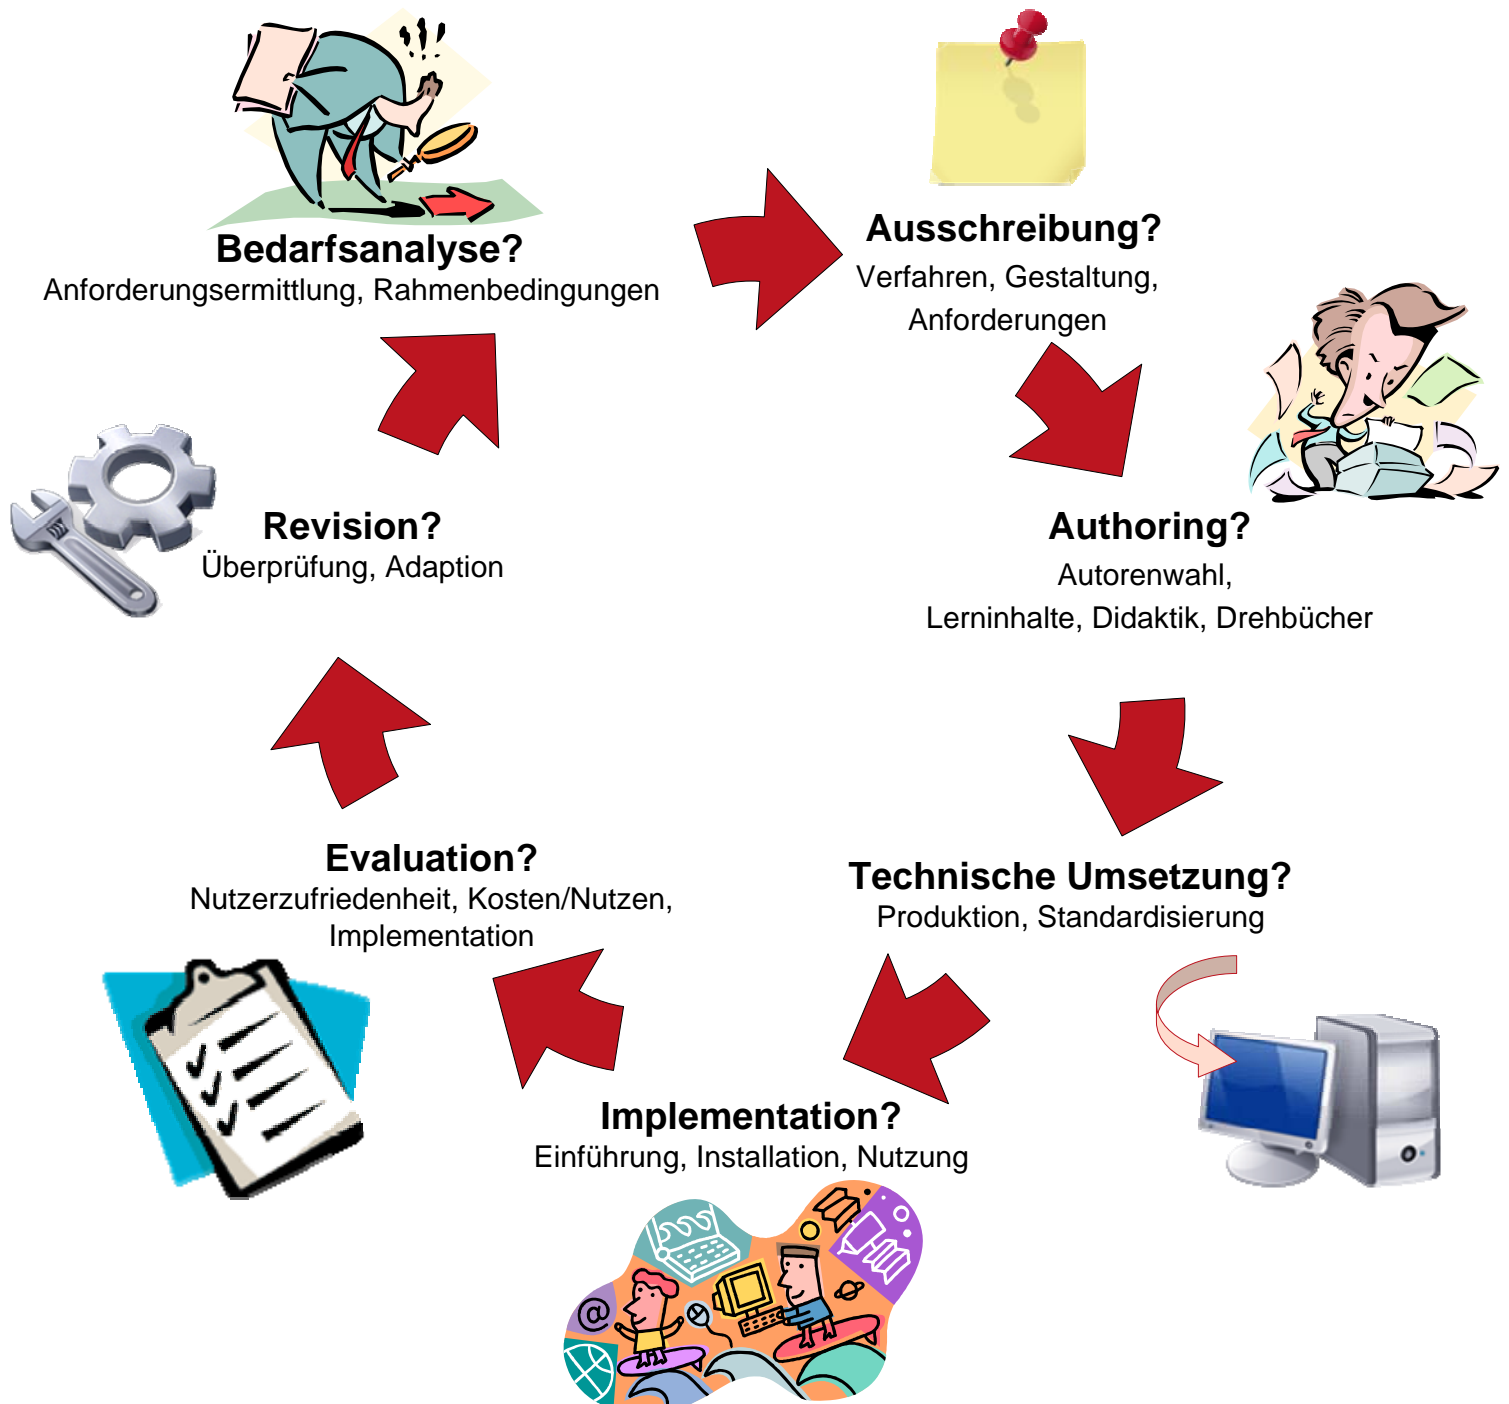 Bedarfsanalyse?
Anforderungsermittlung, Rahmenbedingungen
Ausschreibung?
Verfahren, Gestaltung,
Anforderungen
Authoring?
Autorenwahl,
Lerninhalte, Didaktik, Drehbücher
Technische Umsetzung?
Produktion, Standardisierung
Implementation?
Einführung, Installation, Nutzung
@
Evaluation?
Nutzerzufriedenheit, Kosten/Nutzen,
Implementation
Revision?
Überprüfung, Adaption